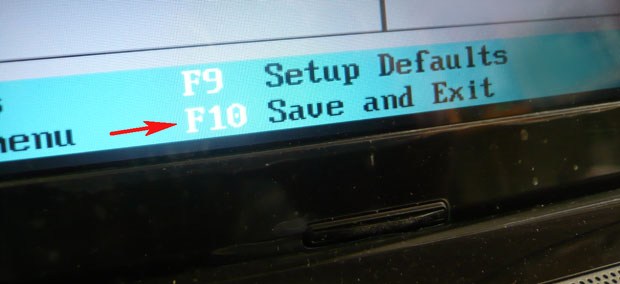 F9 Setup Defaults
enu F10 Save and Exit